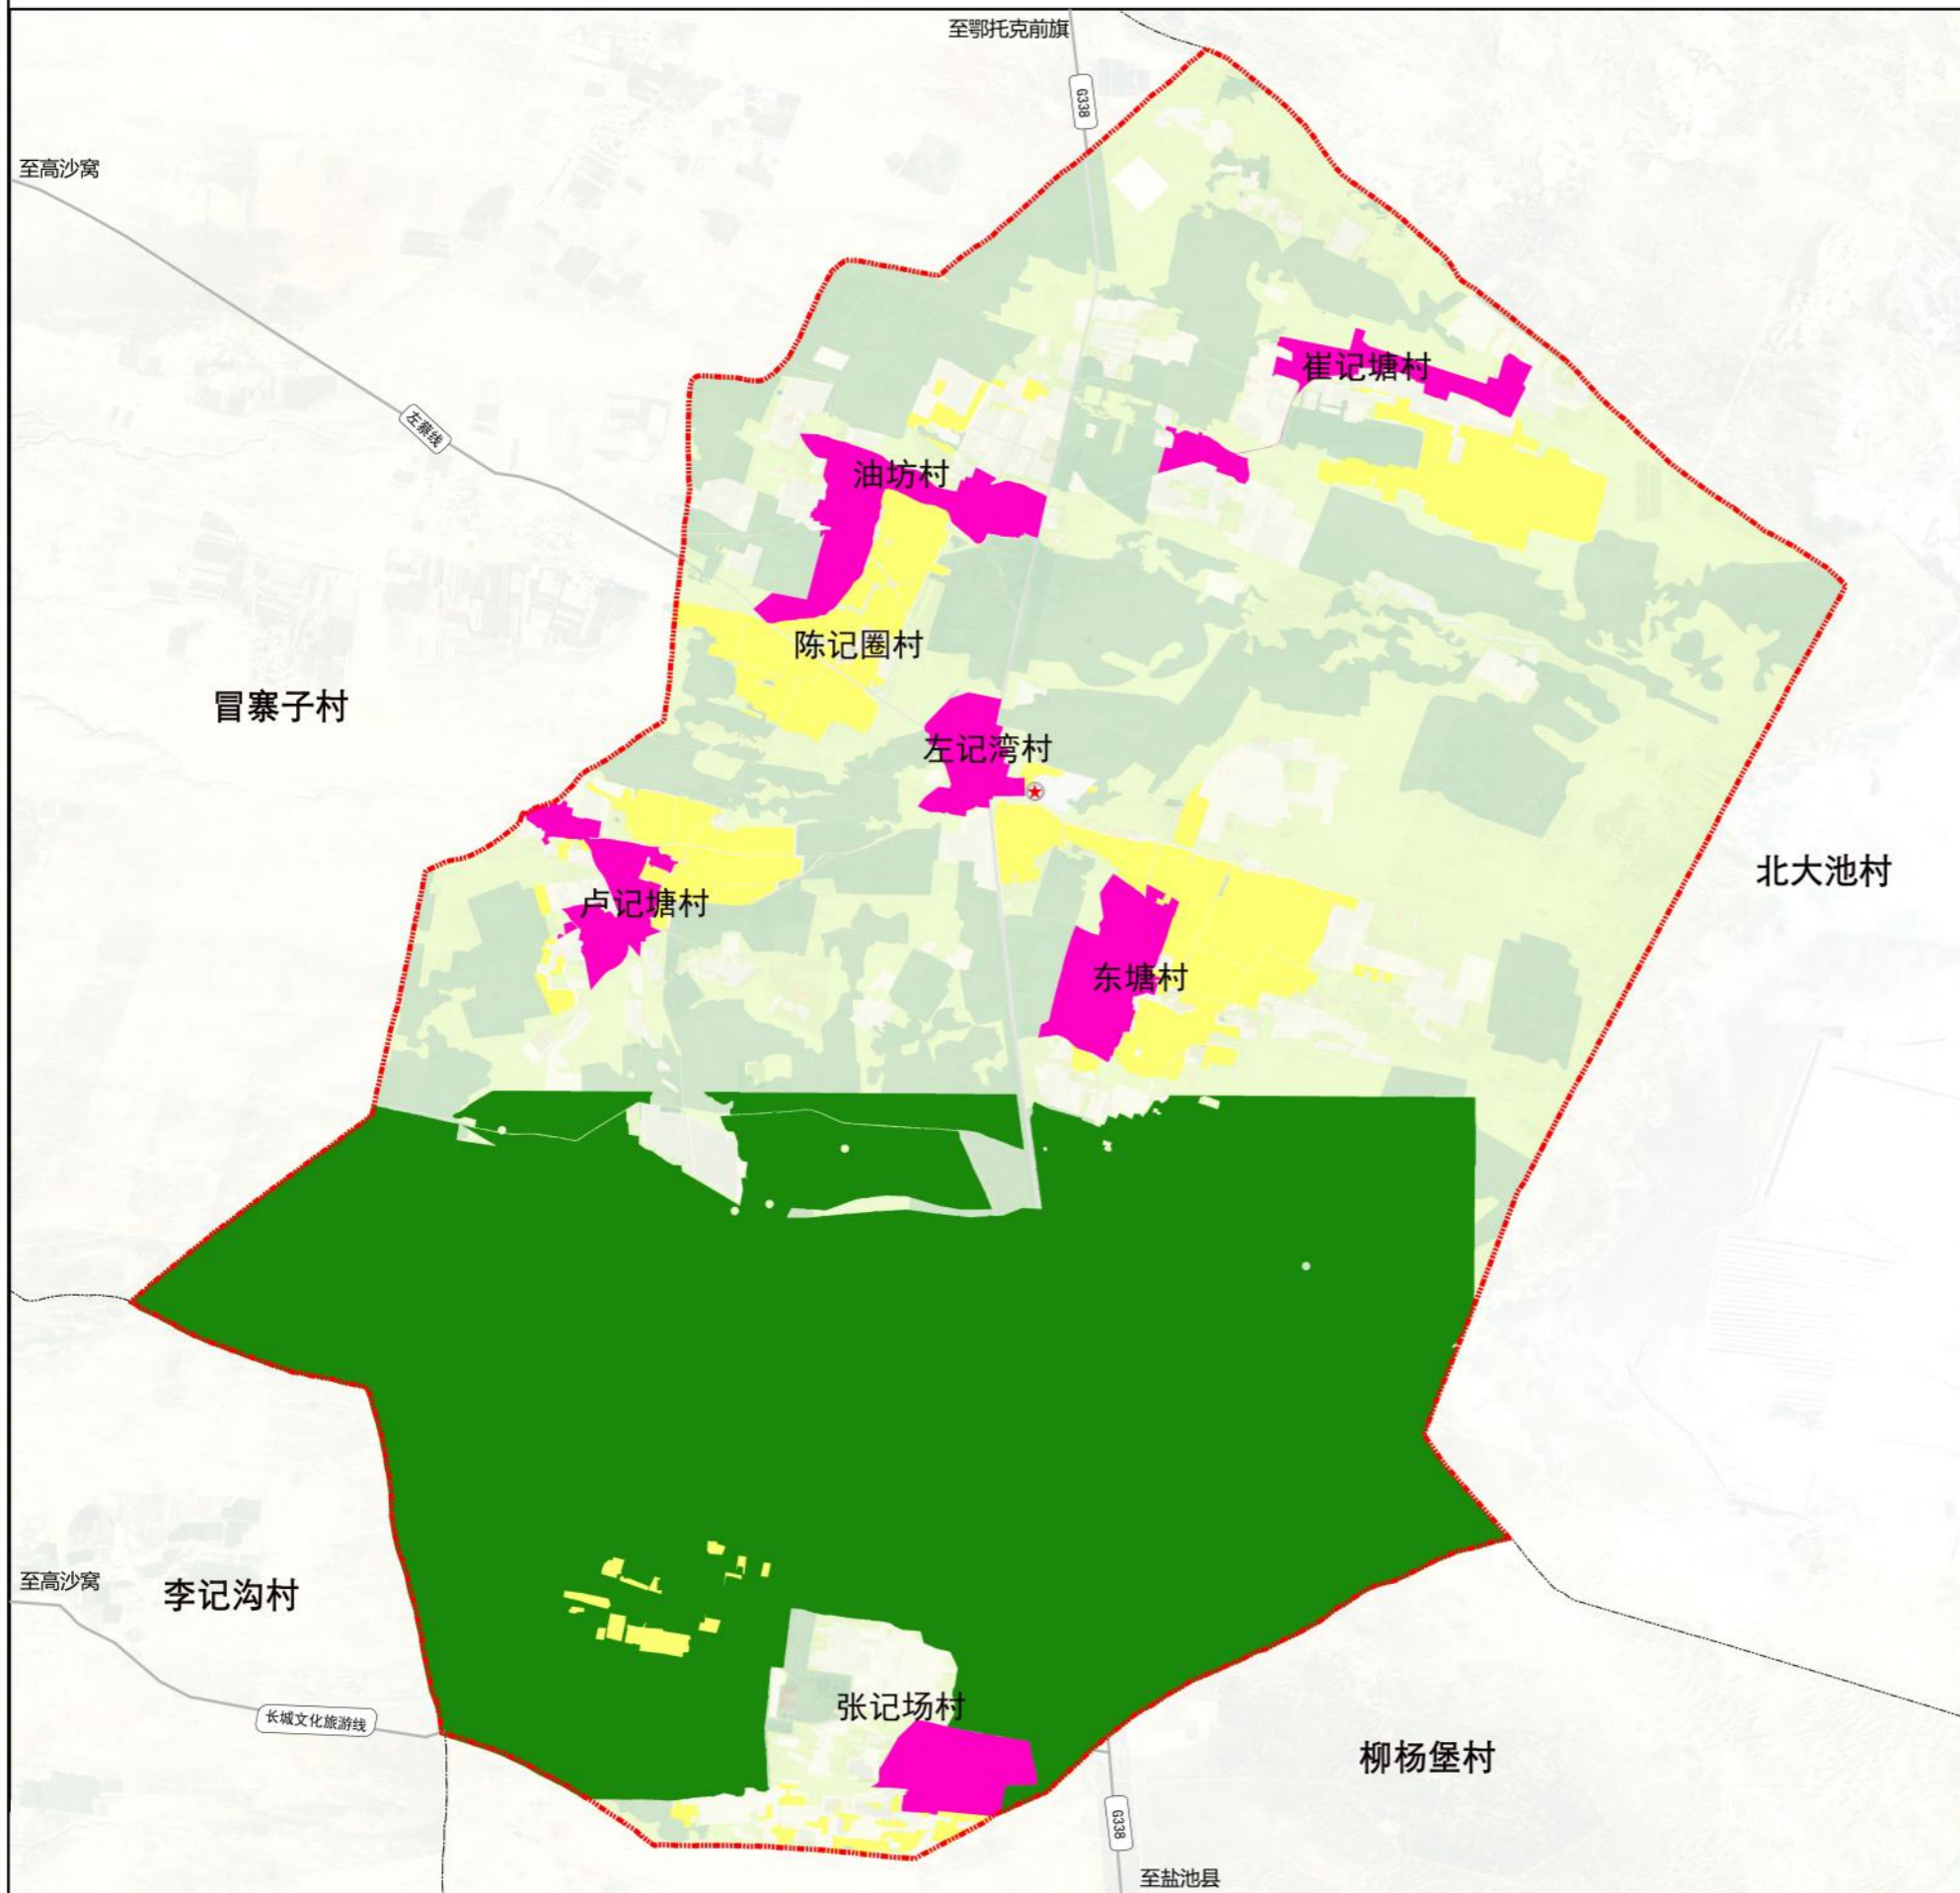 至鄂托克前旗
G338
至高沙窝
崔记塘村
左蔡线
油坊村
陈记圈村
冒寨子村
左记湾村
北大池村
卢记塘村
东塘村
至高沙窝
李记沟村
张记场村
长城文化旅游线
柳杨堡村
G338
至盐池县